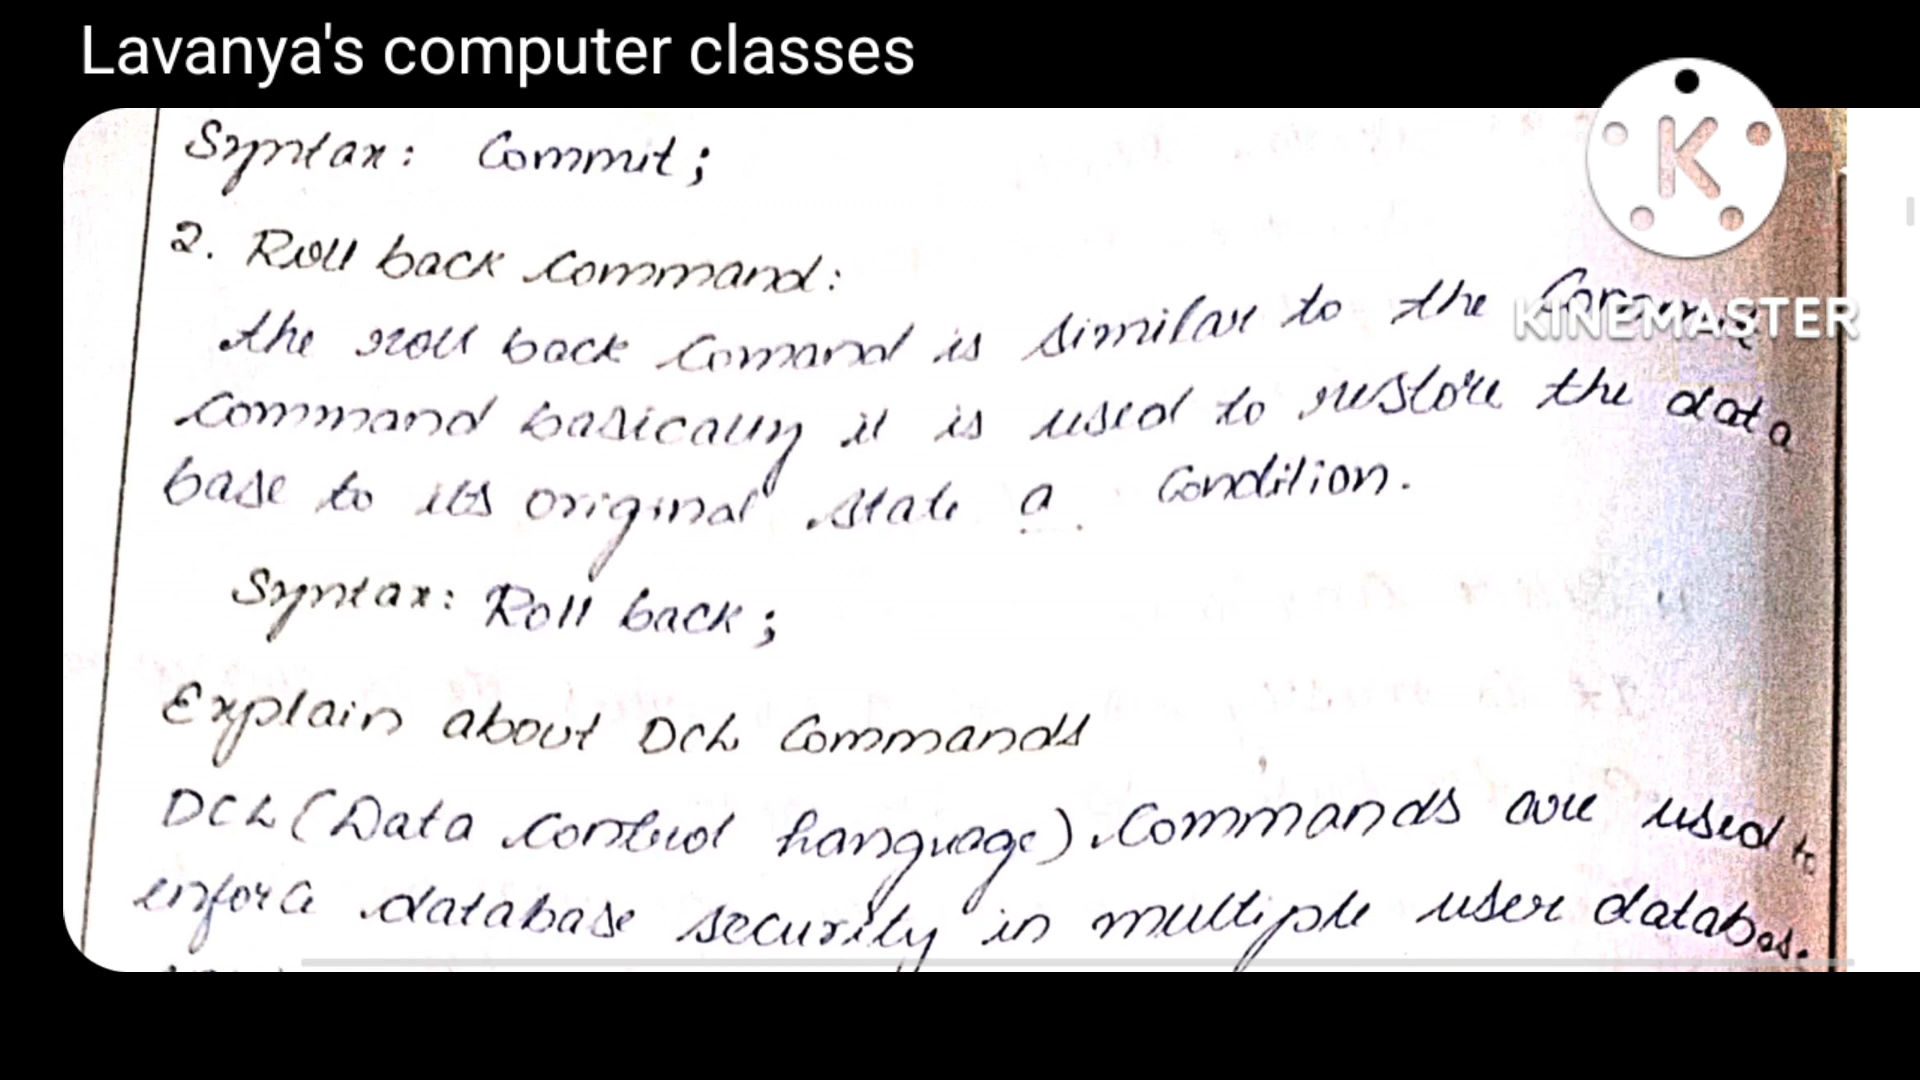 Lavanya's computer classes
Syntax: Commit;
2. Roll back command:
the roll back Comand is similar to the
KINEMASTER
Command basically it is used to restore the data
base to its original state a Condition.
Syntax: Roll back;
Explain about DCL Commands
DCL (Data control Language) Commands are used to
enforce database security in multiple user database.